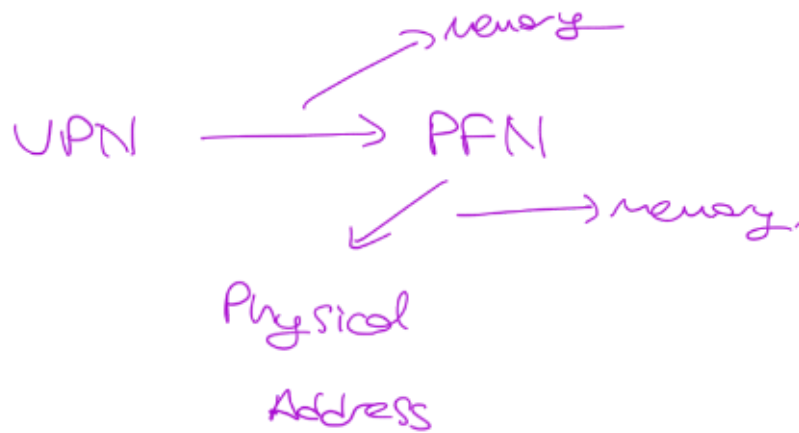 memory
VPN → PFN
→ memory.
Physical
Address